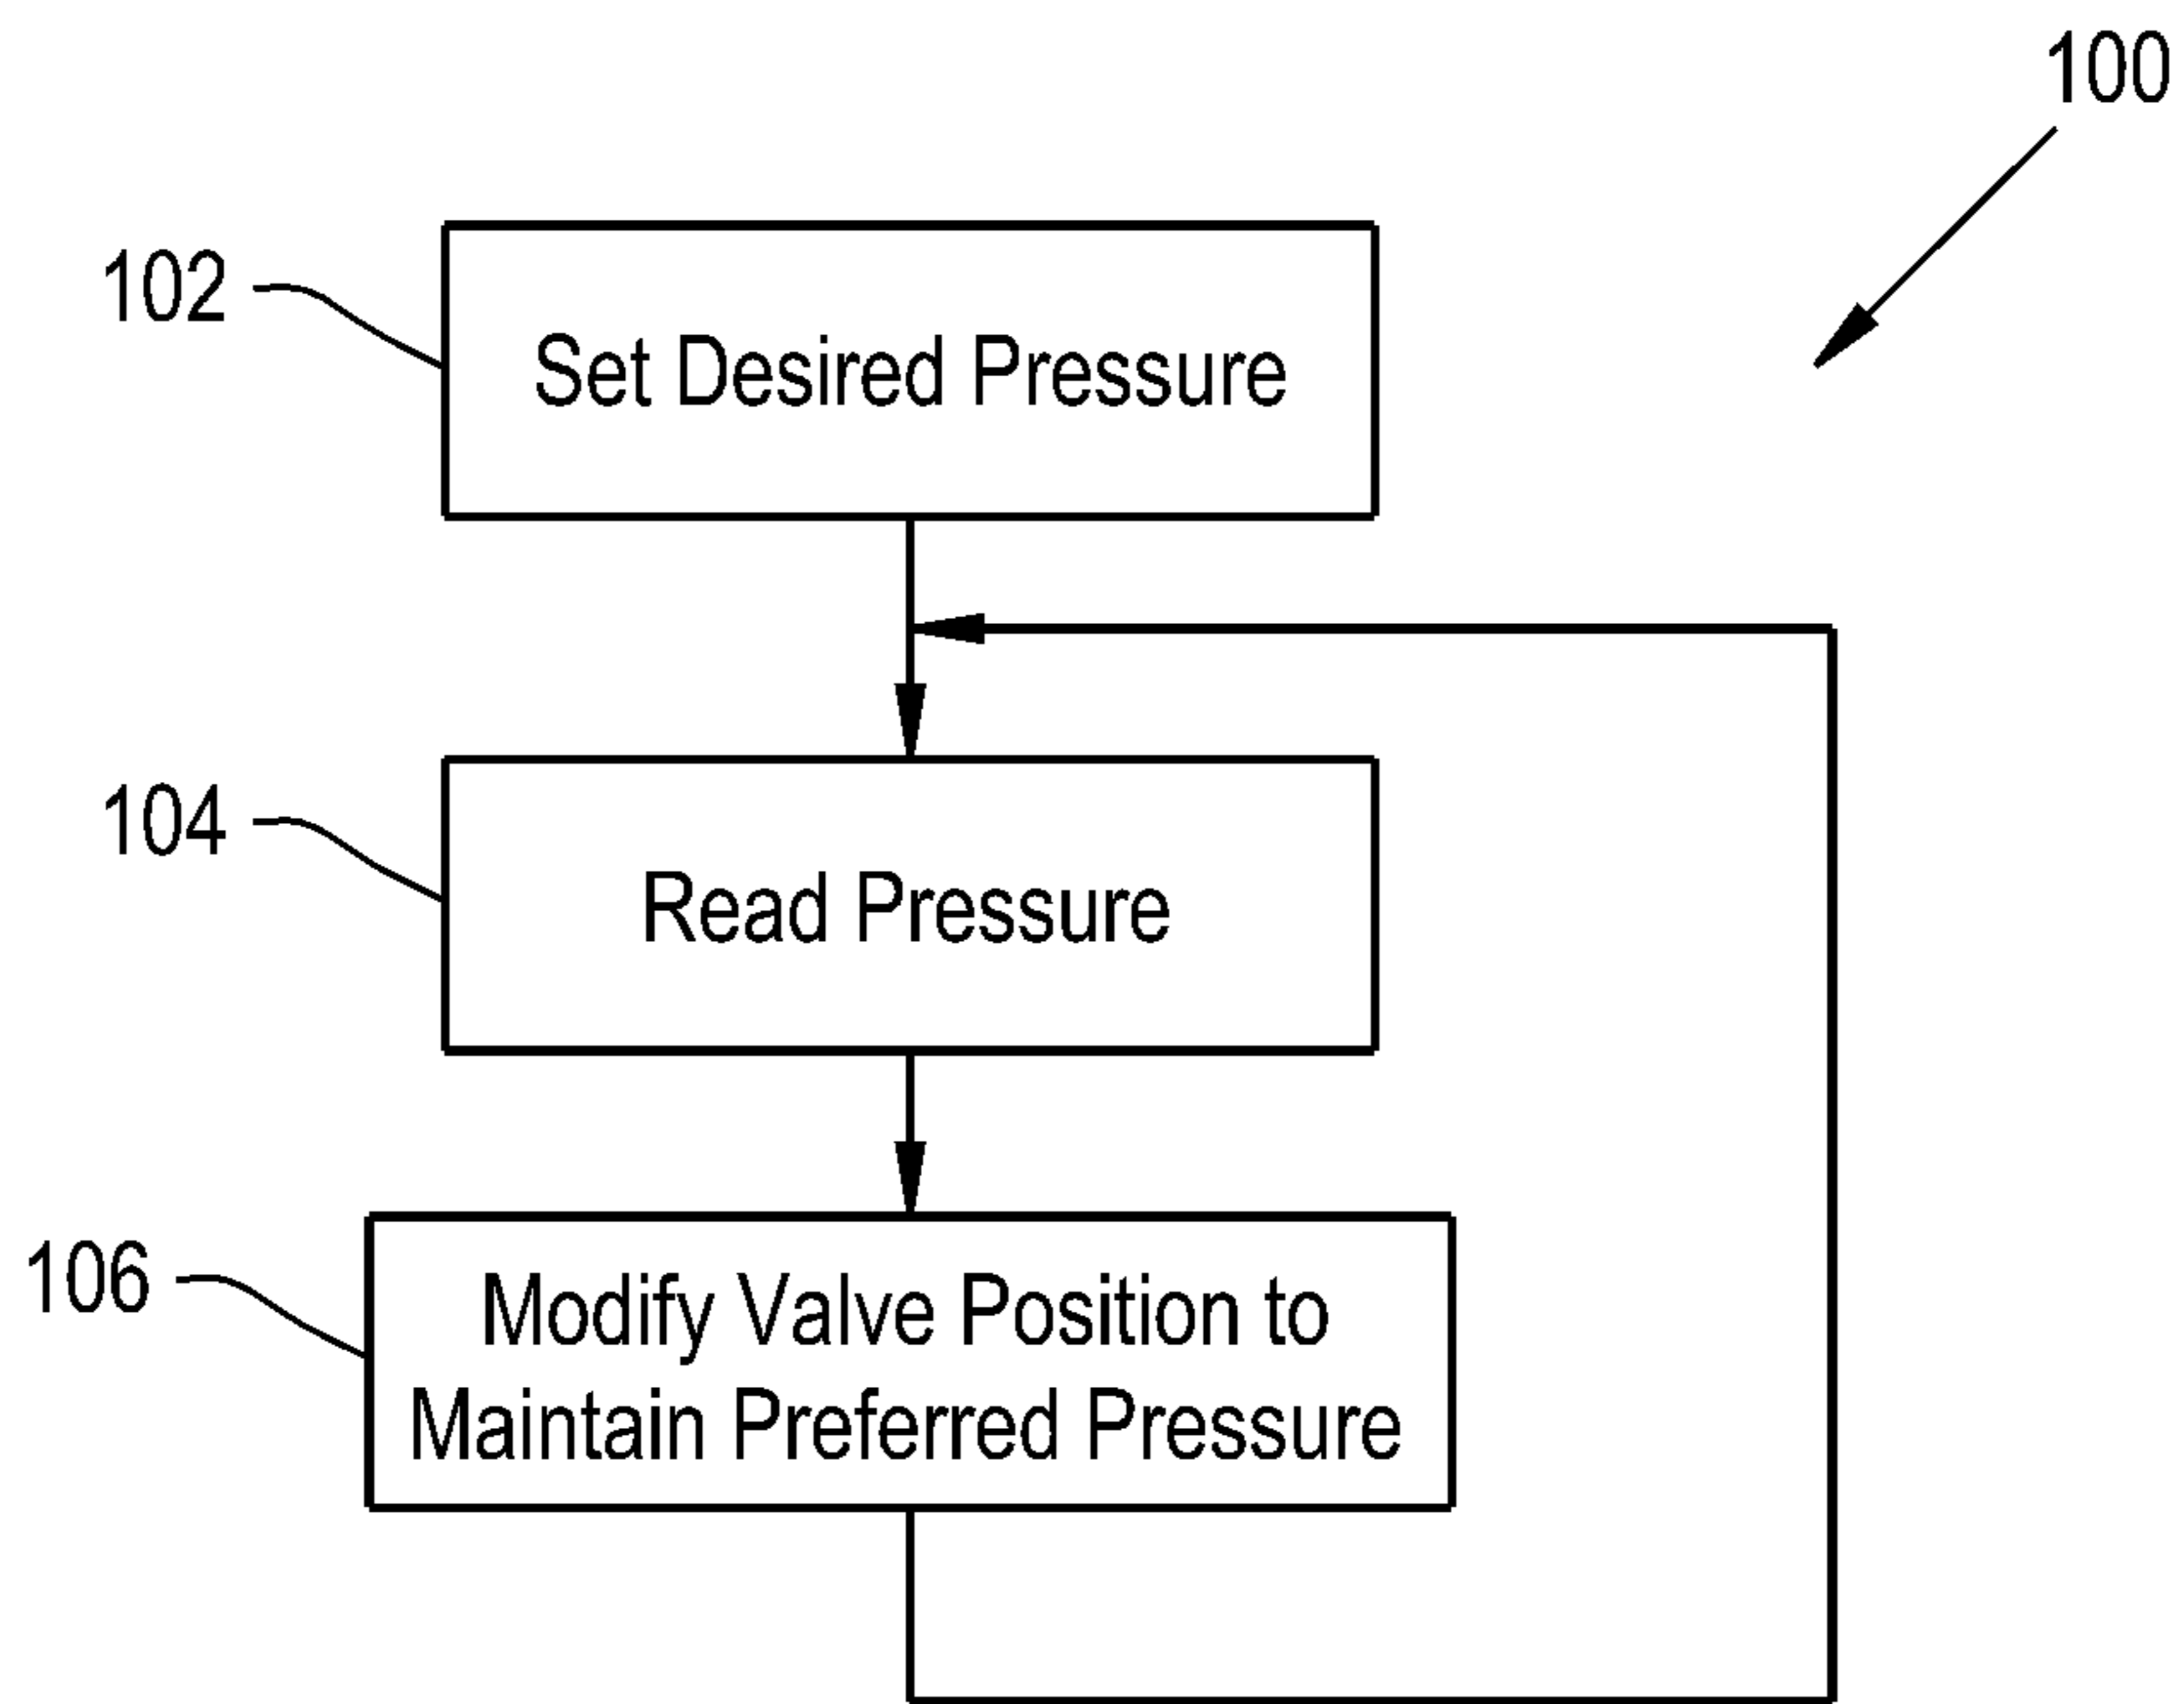 100
102
Set Desired Pressure
104
Read Pressure
106
Modify Valve Position to
Maintain Preferred Pressure